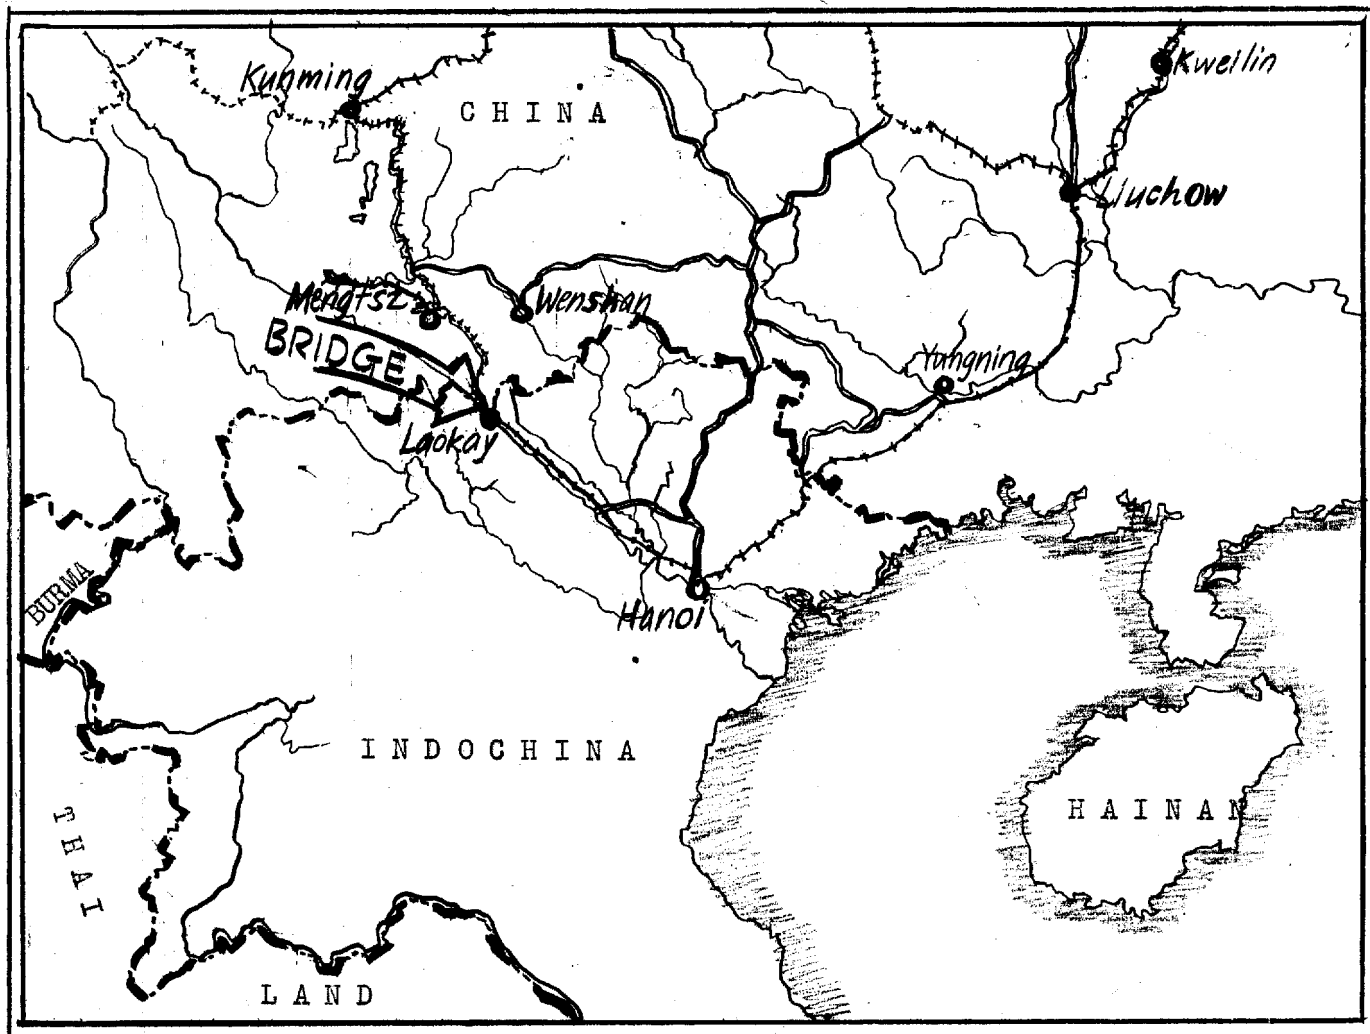 Kweilin
Kunming
CHINA
Liuchow
Mengtsz
Wenshan
BRIDGE
Yungning
Laokay
BURMA
Hanoi
INDOCHINA
HAINAN
THAI
LAND